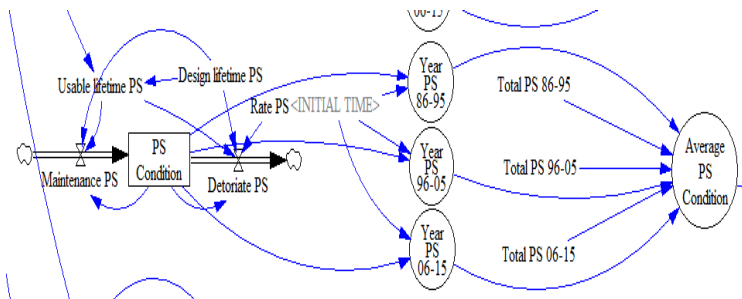 00-15
Year
PS
86-95
Design lifetime PS
Usable lifetime PS
Total PS 86-95
Rate PS <INITIAL TIME>
PS
Condition
Maintenance PS
Detoriate PS
Year
PS
96-05
Total PS 96-05
Average
PS
Condition
Year
PS
06-15
Total PS 06-15